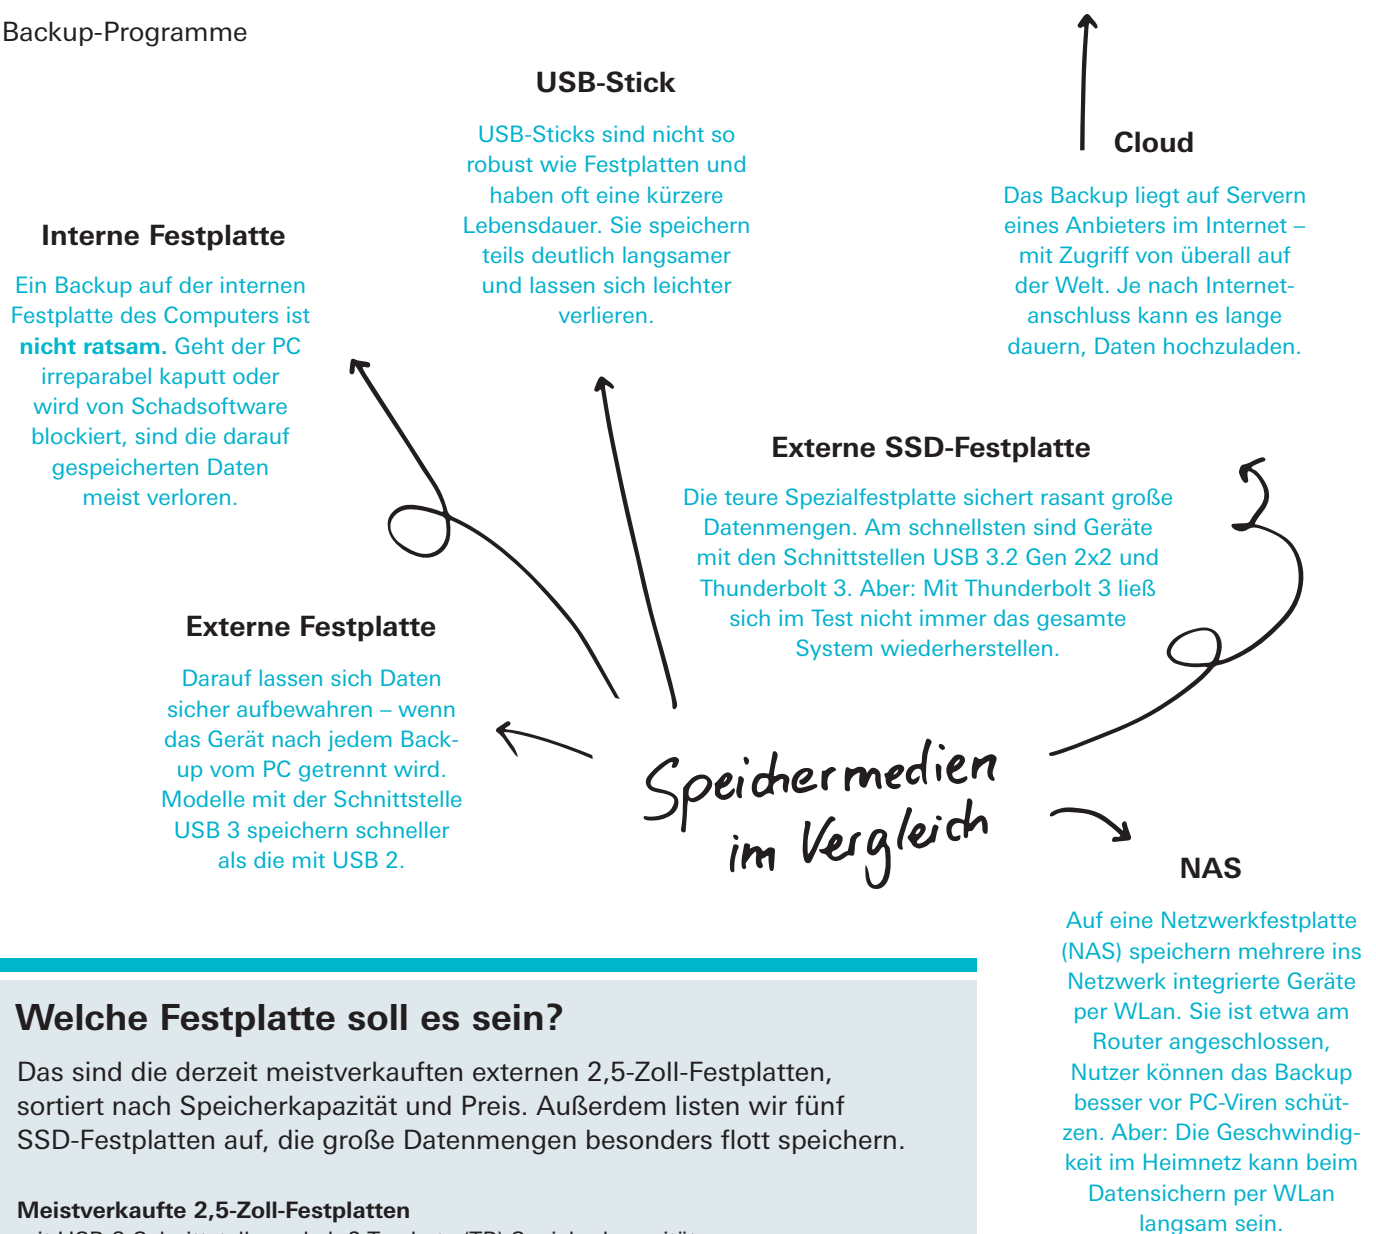 Backup-Programme
USB-Stick
USB-Sticks sind nicht so
robust wie Festplatten und
haben oft eine kürzere
Lebensdauer. Sie speichern
teils deutlich langsamer
und lassen sich leichter
verlieren.
Cloud
Das Backup liegt auf Servern
eines Anbieters im Internet –
mit Zugriff von überall auf
der Welt. Je nach Internet-
anschluss kann es lange
dauern, Daten hochzuladen.
Interne Festplatte
Ein Backup auf der internen
Festplatte des Computers ist
nicht ratsam. Geht der PC
irreparabel kaputt oder
wird von Schadsoftware
blockiert, sind die darauf
gespeicherten Daten
meist verloren.
Externe SSD-Festplatte
Die teure Spezialfestplatte sichert rasant große
Datenmengen. Am schnellsten sind Geräte
mit den Schnittstellen USB 3.2 Gen 2x2 und
Thunderbolt 3. Aber: Mit Thunderbolt 3 ließ
sich im Test nicht immer das gesamte
System wiederherstellen.
Externe Festplatte
Darauf lassen sich Daten
sicher aufbewahren – wenn
das Gerät nach jedem Back-
up vom PC getrennt wird.
Modelle mit der Schnittstelle
USB 3 speichern schneller
als die mit USB 2.
Speichermedien
im Vergleich
NAS
Auf eine Netzwerkfestplatte
(NAS) speichern mehrere ins
Netzwerk integrierte Geräte
per WLan. Sie ist etwa am
Router angeschlossen,
Nutzer können das Backup
besser vor PC-Viren schüt-
zen. Aber: Die Geschwindig-
keit im Heimnetz kann beim
Datensichern per WLan
langsam sein.
Welche Festplatte soll es sein?
Das sind die derzeit meistverkauften externen 2,5-Zoll-Festplatten,
sortiert nach Speicherkapazität und Preis. Außerdem listen wir fünf
SSD-Festplatten auf, die große Datenmengen besonders flott speichern.
Meistverkaufte 2,5-Zoll-Festplatten